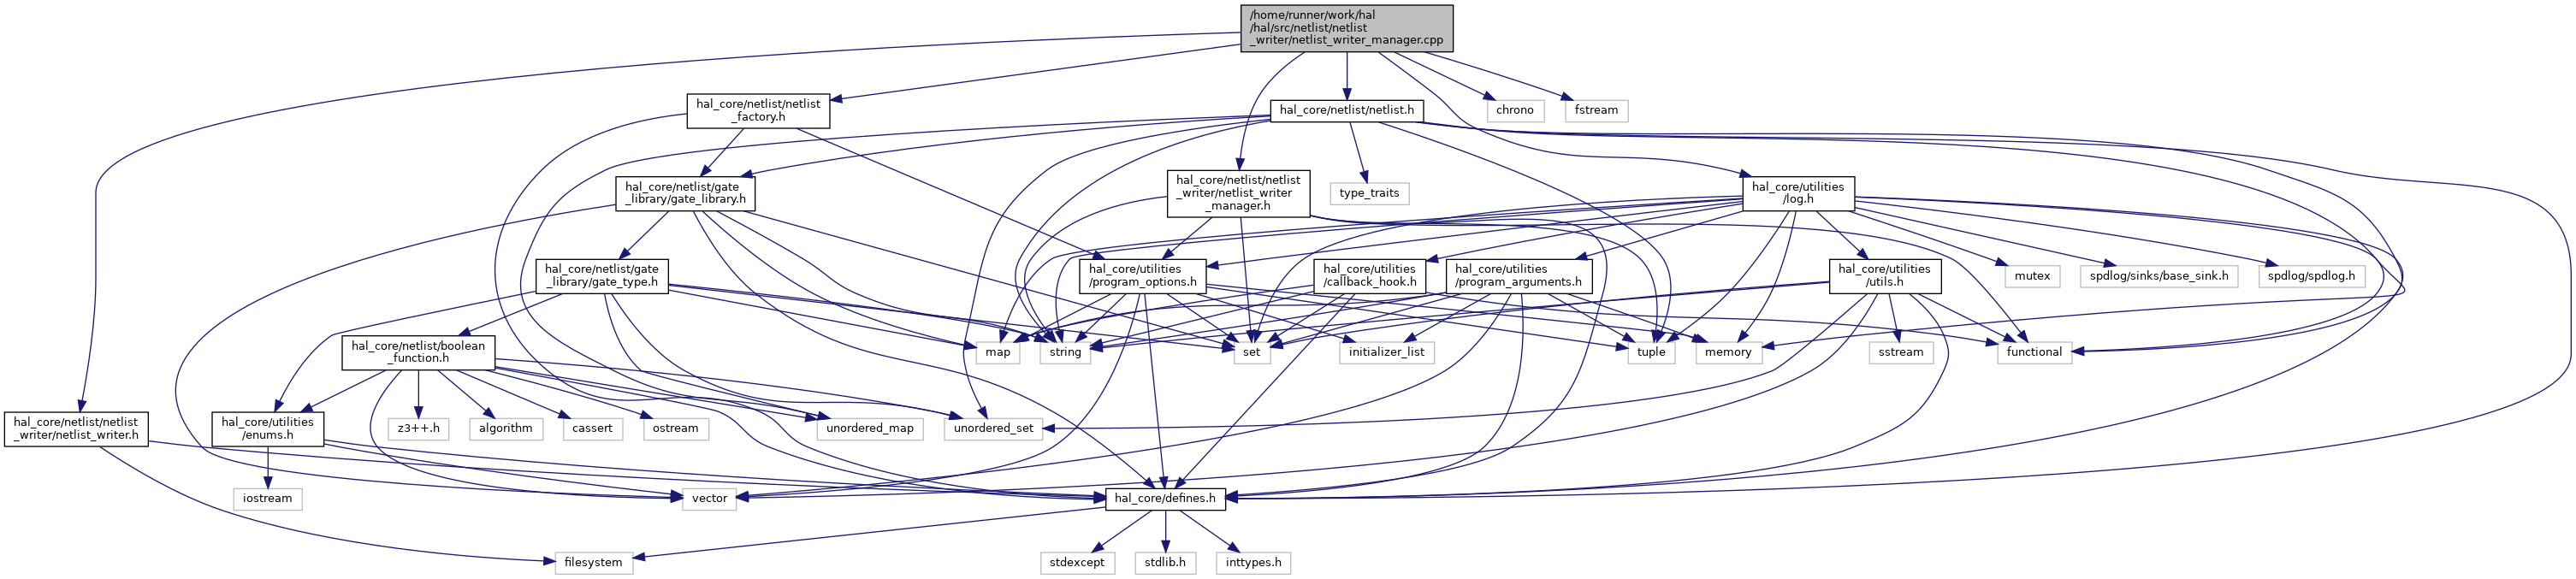 /home/runner/work/hal
/hal/src/netlist/netlist
_writer/netlist_writer_manager.cpp
hal_core/netlist/netlist
_factory.h
hal_core/netlist/netlist.h
chrono
fstream
hal_core/netlist/gate
_library/gate_library.h
hal_core/netlist/netlist
_writer/netlist_writer
_manager.h
type_traits
hal_core/utilities
/log.h
hal_core/netlist/gate
_library/gate_type.h
hal_core/utilities
/program_options.h
hal_core/utilities
/callback_hook.h
hal_core/utilities
/program_arguments.h
hal_core/utilities
/utils.h
mutex
spdlog/sinks/base_sink.h
spdlog/spdlog.h
hal_core/netlist/boolean
_function.h
map
string
set
initializer_list
tuple
memory
sstream
functional
hal_core/netlist/netlist
_writer/netlist_writer.h
hal_core/utilities
/enums.h
z3++.h
algorithm
cassert
ostream
unordered_map
unordered_set
iostream
vector
hal_core/defines.h
filesystem
stdexcept
stdlib.h
inttypes.h